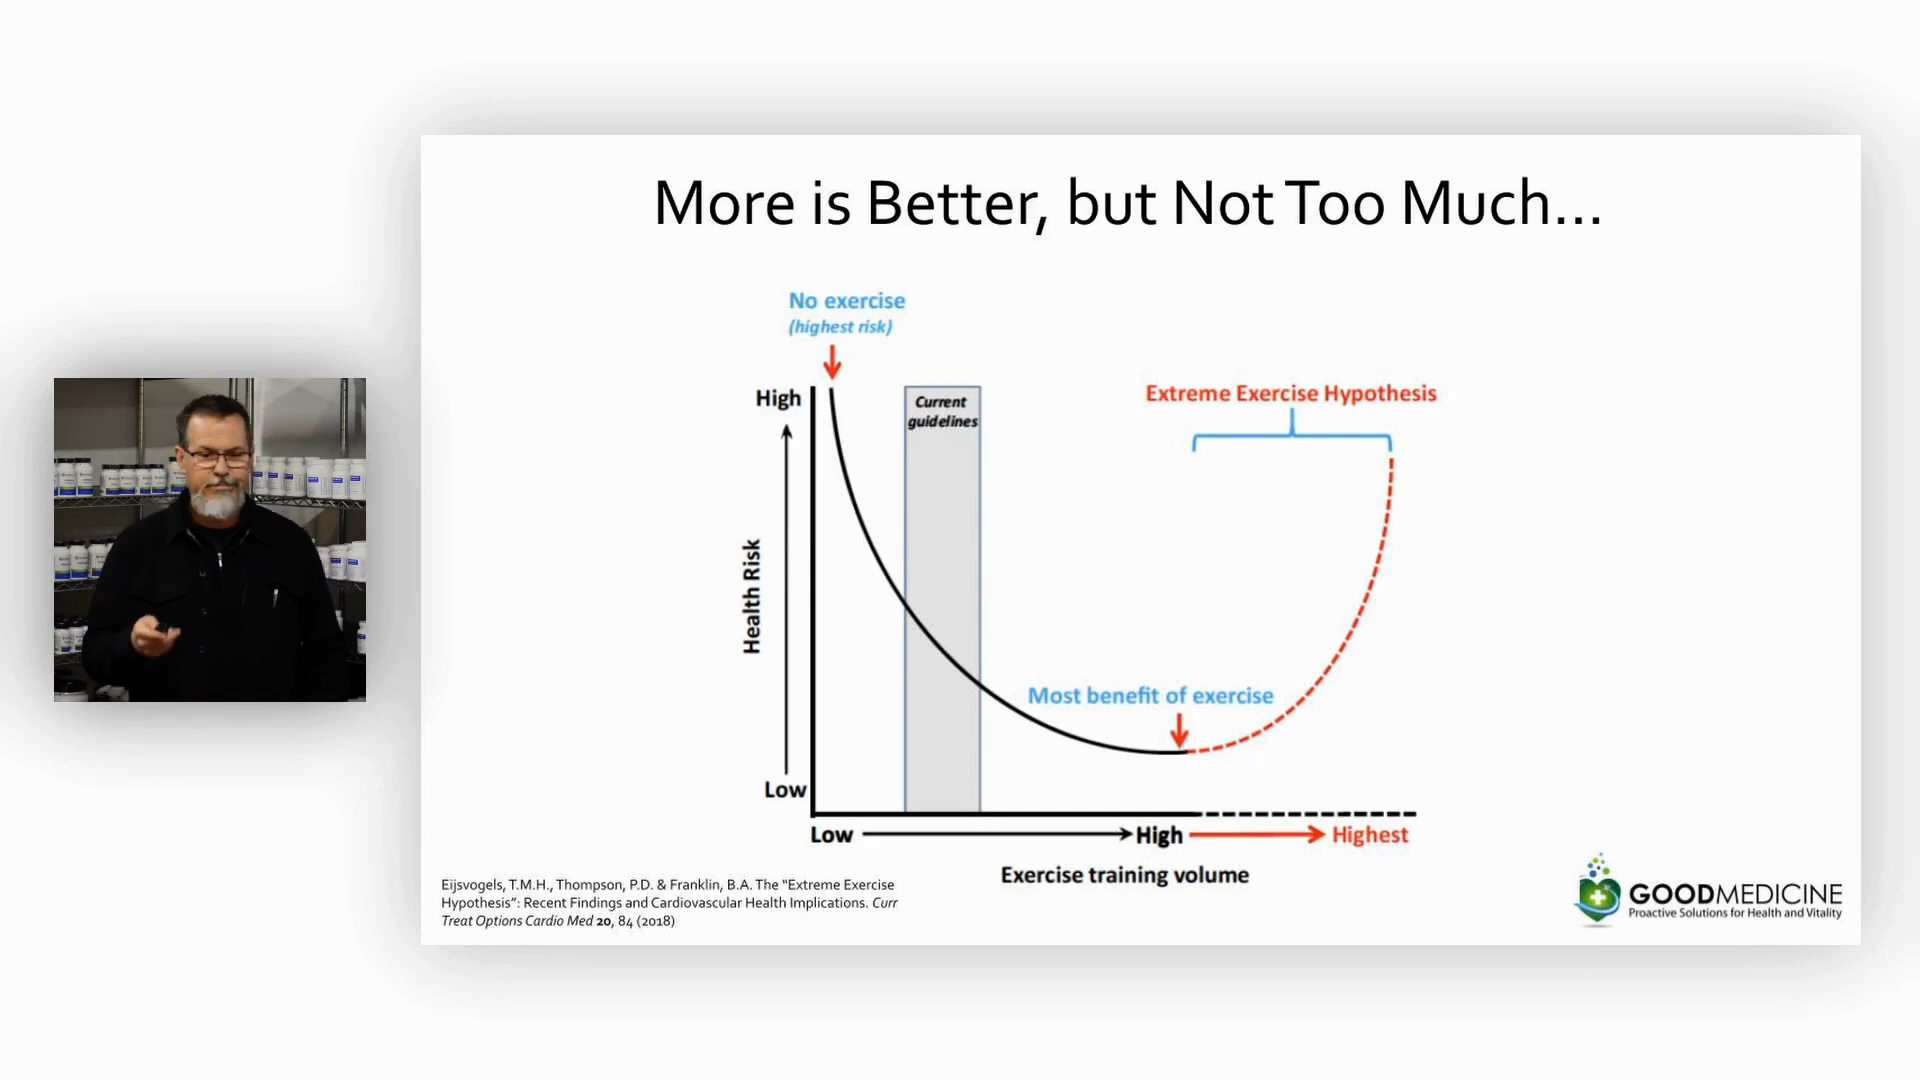 More is Better, but Not Too Much...
No exercise
(highest risk)
High
Current
guidelines
Extreme Exercise Hypothesis
Health Risk
Most benefit of exercise
Low
Low
High
Highest
Exercise training volume
Eijsvogels, T.M.H., Thompson, P.D. & Franklin, B.A. The “Extreme Exercise
Hypothesis”: Recent Findings and Cardiovascular Health Implications. Curr
Treat Options Cardio Med 20, 84 (2018)
GOODMEDICINE
Proactive Solutions for Health and Vitality